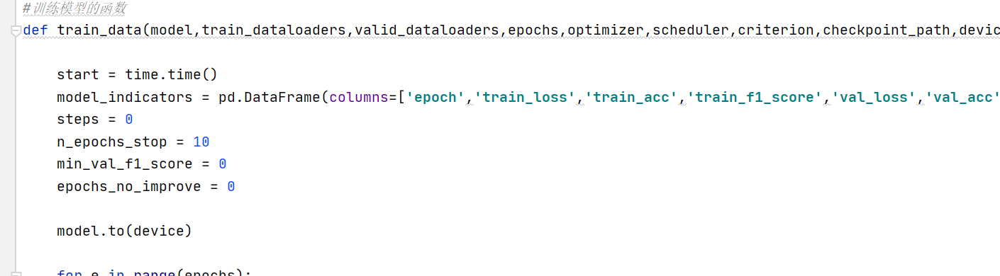 #训练模型的函数
def train_data(model,train_dataloaders,valid_dataloaders,epochs,optimizer,scheduler,criterion,checkpoint_path,devic
start = time.time()
model_indicators = pd.DataFrame(columns=['epoch','train_loss','train_acc','train_f1_score','val_loss','val_acc'
steps = 0
n_epochs_stop = 10
min_val_f1_score = 0
epochs_no_improve = 0
model.to(device)
for e in range(epochs):